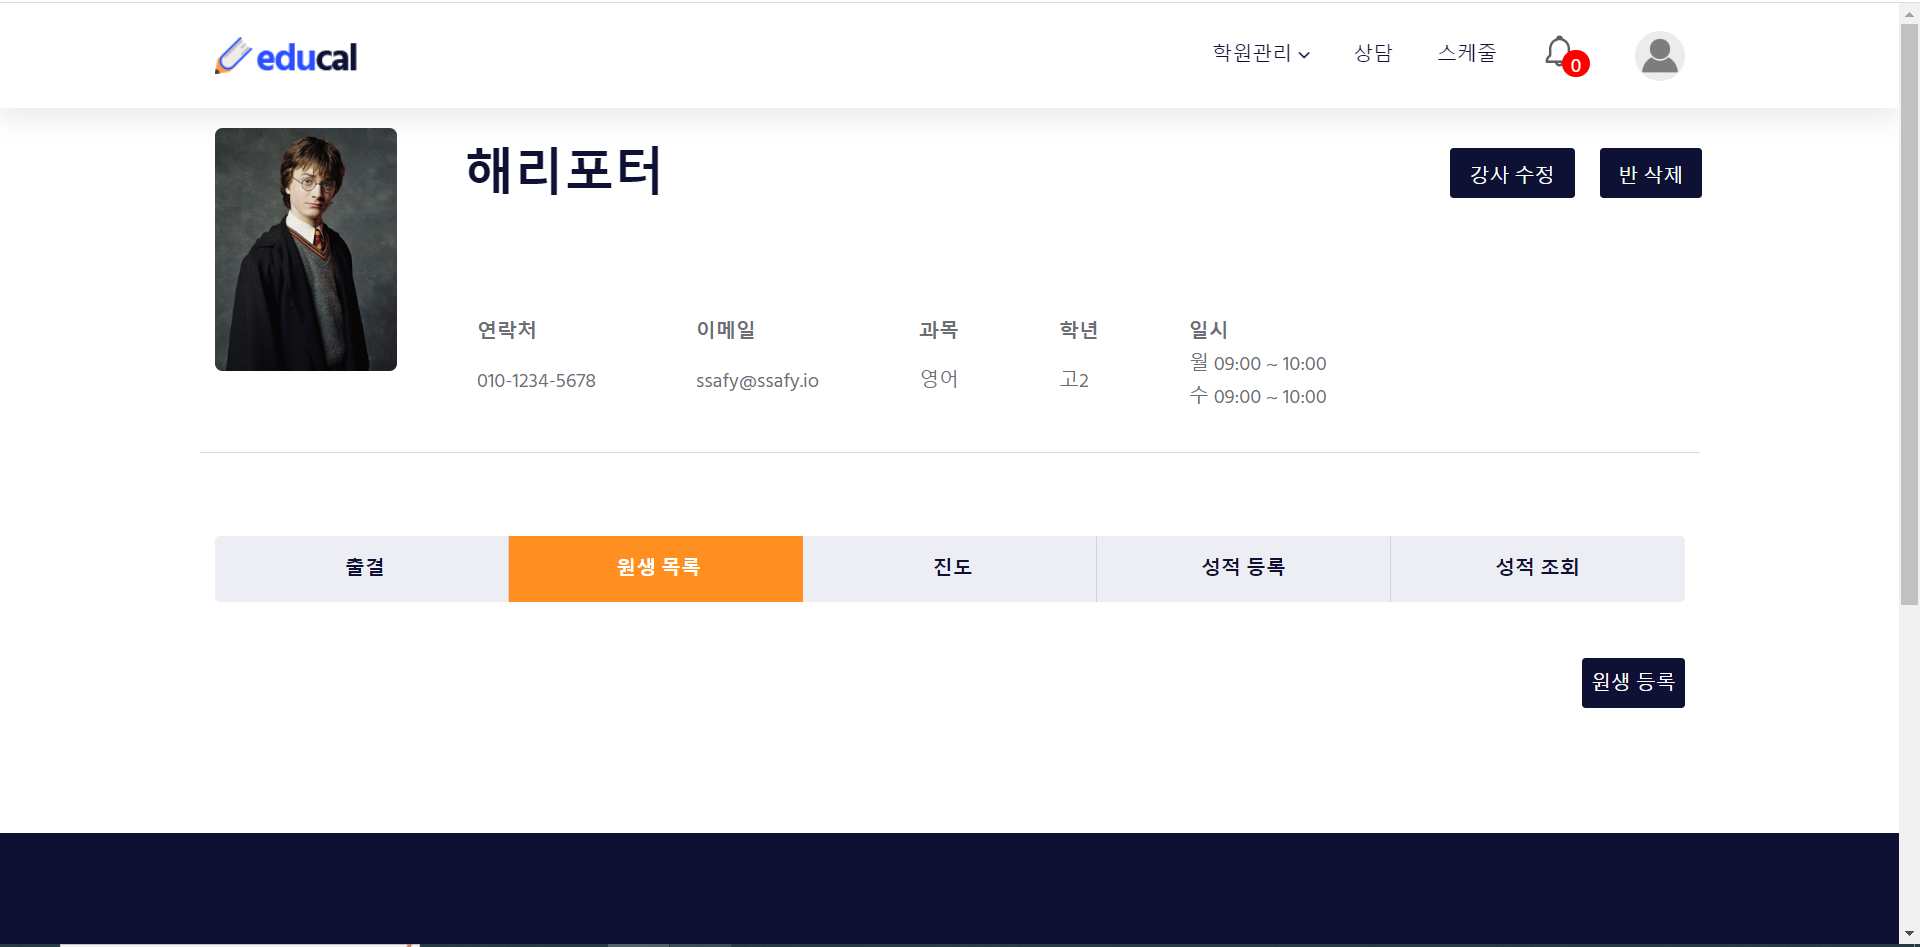 educal
학원관리
상담
스케줄
0
해리포터
강사 수정
반 삭제
연락처
이메일
과목
학년
일시
010-1234-5678
ssafy@ssafy.io
영어
고2
월 09:00 ~ 10:00
수 09:00 ~ 10:00
출결
원생 목록
진도
성적 등록
성적 조회
원생 등록